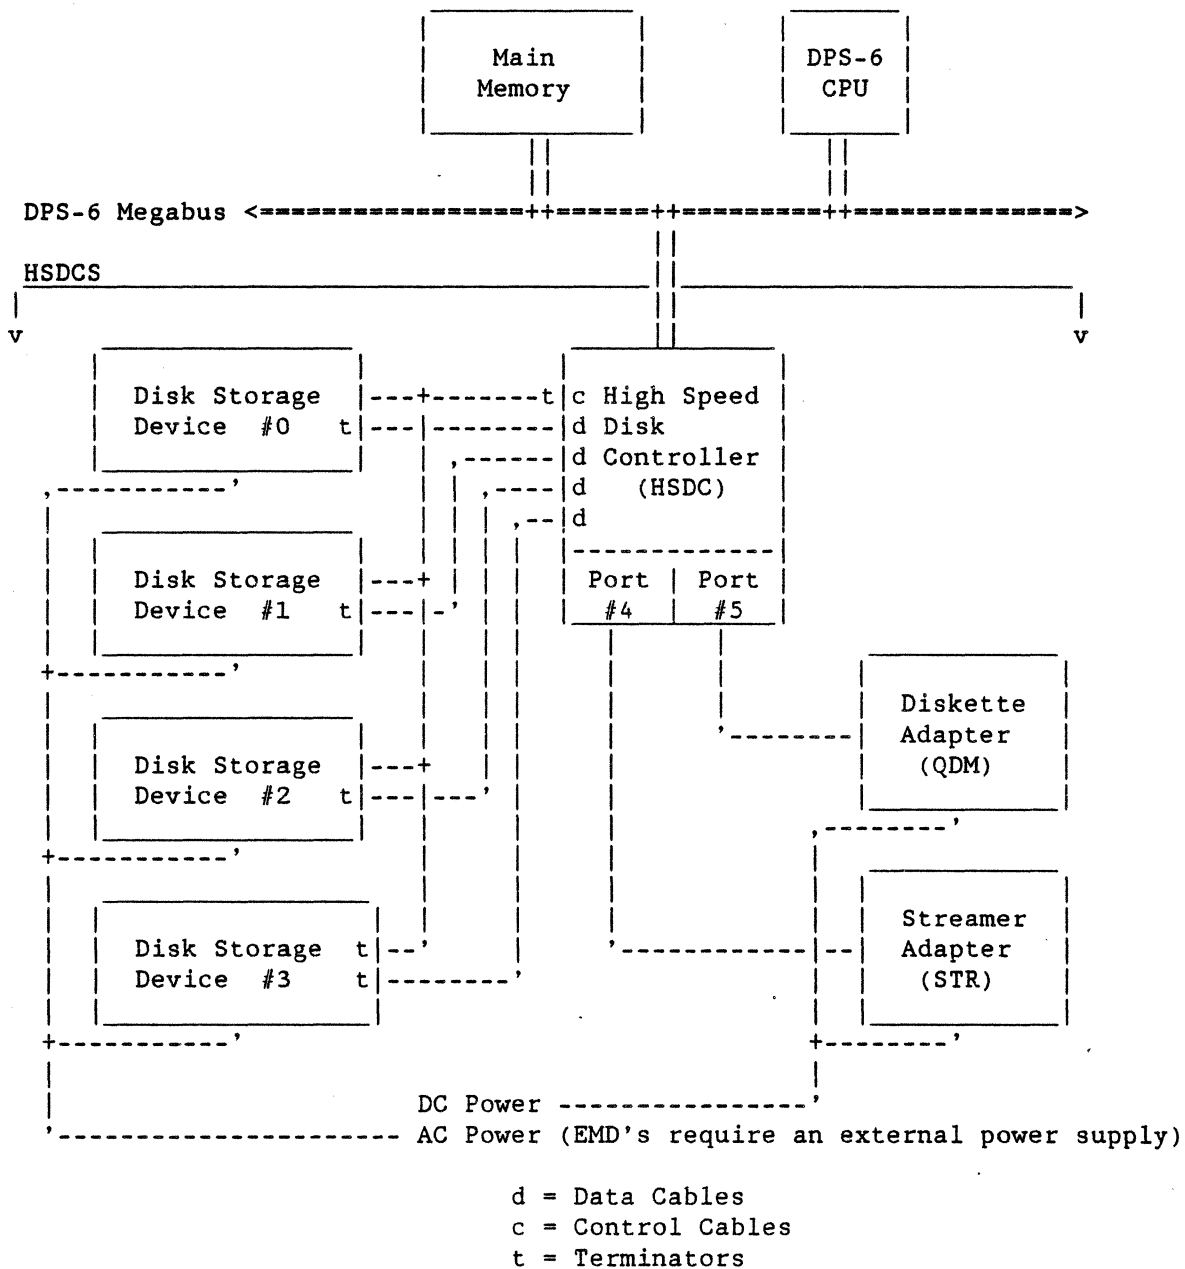 Main
Memory
DPS-6
CPU
DPS-6 Megabus
HSDCS
Disk Storage
Device #0 t
t c High Speed
d Disk
d Controller
d (HSDC)
d
Port #4
Port #5
Disk Storage
Device #1 t
Disk Storage
Device #2 t
Disk Storage t
Device #3 t
Diskette
Adapter
(QDM)
Streamer
Adapter
(STR)
DC Power
AC Power (EMD's require an external power supply)
d = Data Cables
c = Control Cables
t = Terminators